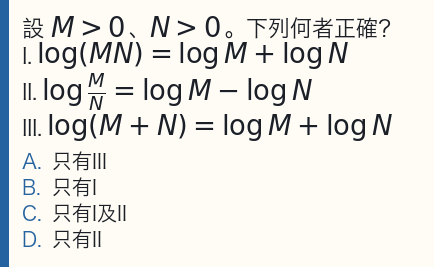 設 M > 0、N > 0。下列何者正確?
I. log(MN) = log M + log N
II. log M/N = log M − log N
III. log(M + N) = log M + log N
A. 只有III
B. 只有I
C. 只有I及II
D. 只有II